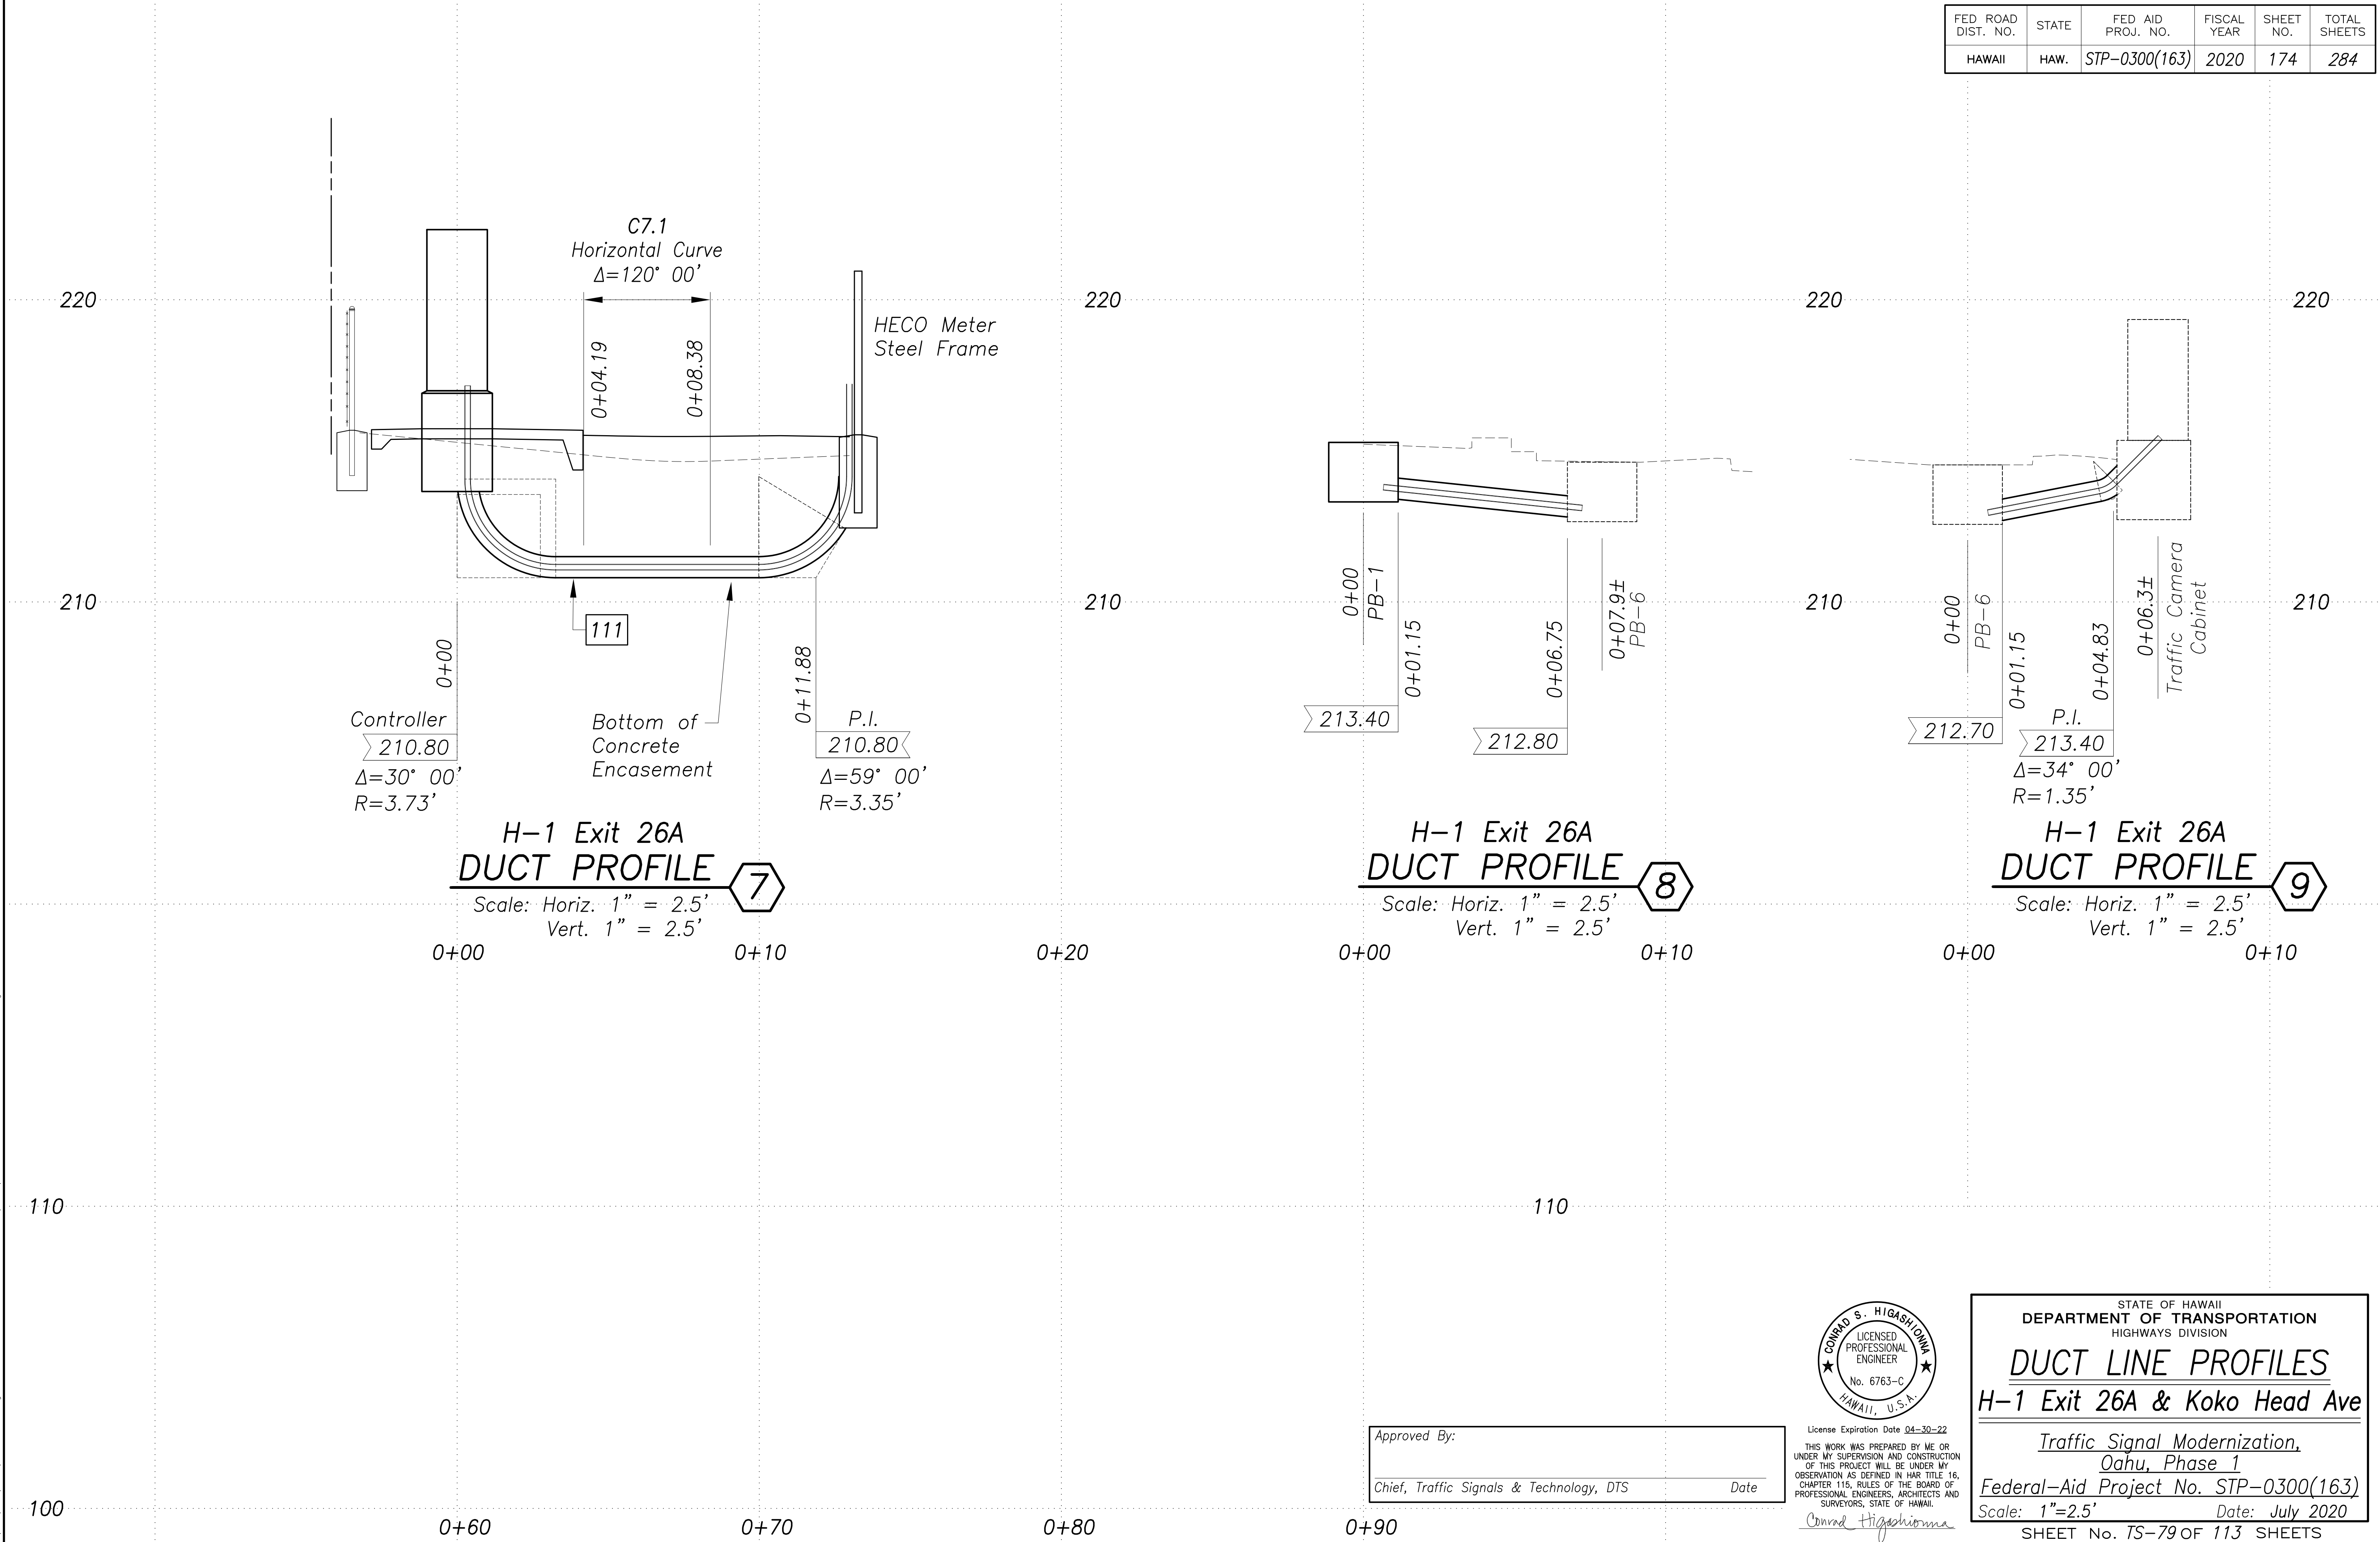 FED ROAD DIST. NO.
STATE
FED AID PROJ. NO.
FISCAL YEAR
SHEET NO.
TOTAL SHEETS
HAWAII
HAW.
STP-0300(163)
2020
174
284
C7.1
Horizontal Curve
Δ=120° 00'
220
220
220
220
HECO Meter
Steel Frame
0+04.19
0+08.38
210
210
210
210
111
0+00
0+11.88
Controller
210.80
Δ=30° 00'
R=3.73'
Bottom of
Concrete
Encasement
P.I.
210.80
Δ=59° 00'
R=3.35'
H-1 Exit 26A
DUCT PROFILE
7
Scale: Horiz. 1" = 2.5'
Vert. 1" = 2.5'
0+00
PB-1
0+01.15
0+06.75
0+07.9±
PB-6
213.40
212.80
H-1 Exit 26A
DUCT PROFILE
8
Scale: Horiz. 1" = 2.5'
Vert. 1" = 2.5'
0+00
PB-6
0+01.15
0+04.83
0+06.3±
Traffic Camera
Cabinet
212.70
P.I.
213.40
Δ=34° 00'
R=1.35'
H-1 Exit 26A
DUCT PROFILE
9
Scale: Horiz. 1" = 2.5'
Vert. 1" = 2.5'
0+00
0+10
0+20
0+00
0+10
0+00
0+10
110
110
100
0+60
0+70
0+80
0+90
Approved By:
Chief, Traffic Signals & Technology, DTS
Date
CONRAD S. HIGASHIONNA
LICENSED
PROFESSIONAL
ENGINEER
No. 6763-C
HAWAII, U.S.A.
License Expiration Date 04-30-22
THIS WORK WAS PREPARED BY ME OR
UNDER MY SUPERVISION AND CONSTRUCTION
OF THIS PROJECT WILL BE UNDER MY
OBSERVATION AS DEFINED IN HAR TITLE 16,
CHAPTER 115, RULES OF THE BOARD OF
PROFESSIONAL ENGINEERS, ARCHITECTS AND
SURVEYORS, STATE OF HAWAII.
Conrad Higashionna
STATE OF HAWAII
DEPARTMENT OF TRANSPORTATION
HIGHWAYS DIVISION
DUCT LINE PROFILES
H-1 Exit 26A & Koko Head Ave
Traffic Signal Modernization,
Oahu, Phase 1
Federal-Aid Project No. STP-0300(163)
Scale: 1"=2.5'
Date: July 2020
SHEET No. TS-79 OF 113 SHEETS